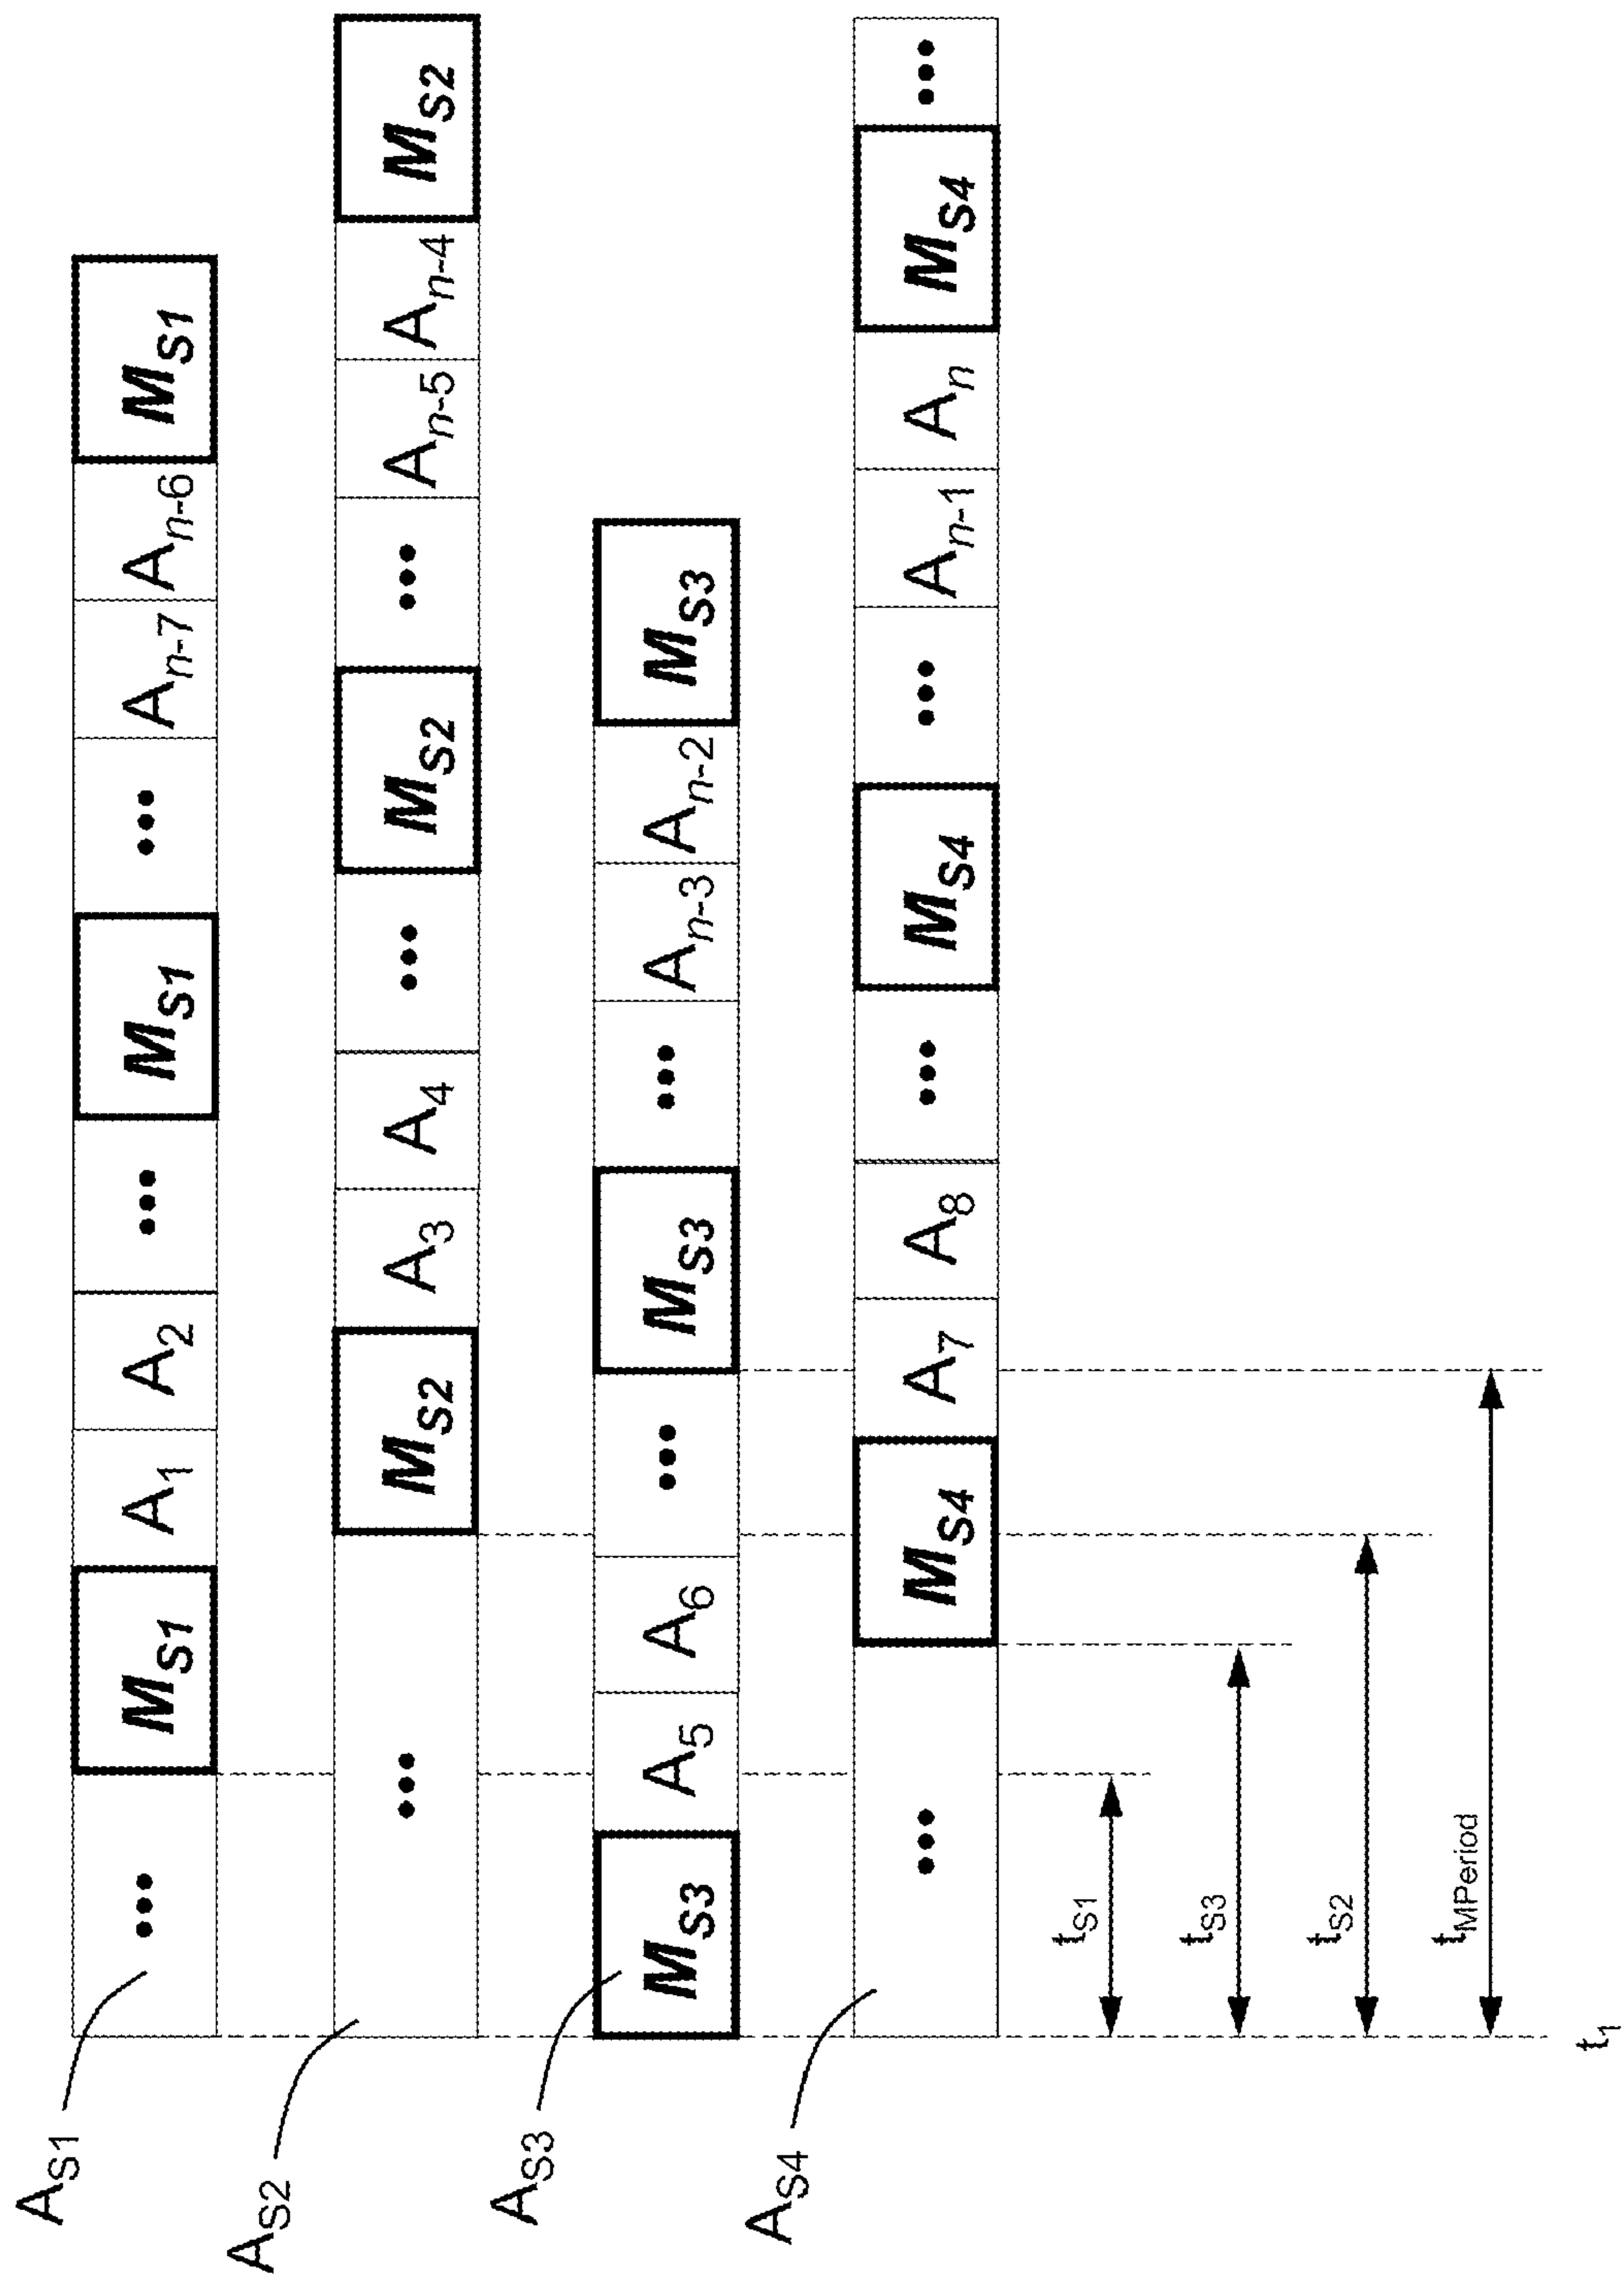 A_S1 ... M_S1 A_1 A_2 ... M_S1 ... A_n-7 A_n-6 M_S1
A_S2 ... M_S2 A_3 A_4 ... M_S2 ... A_n-5 A_n-4 M_S2
A_S3 M_S3 A_5 A_6 ... M_S3 ... A_n-3 A_n-2 M_S3
A_S4 ... M_S4 A_7 A_8 ... M_S4 ... A_n-1 A_n M_S4 ...
t_S1
t_S3
t_S2
t_MPeriod
t_1